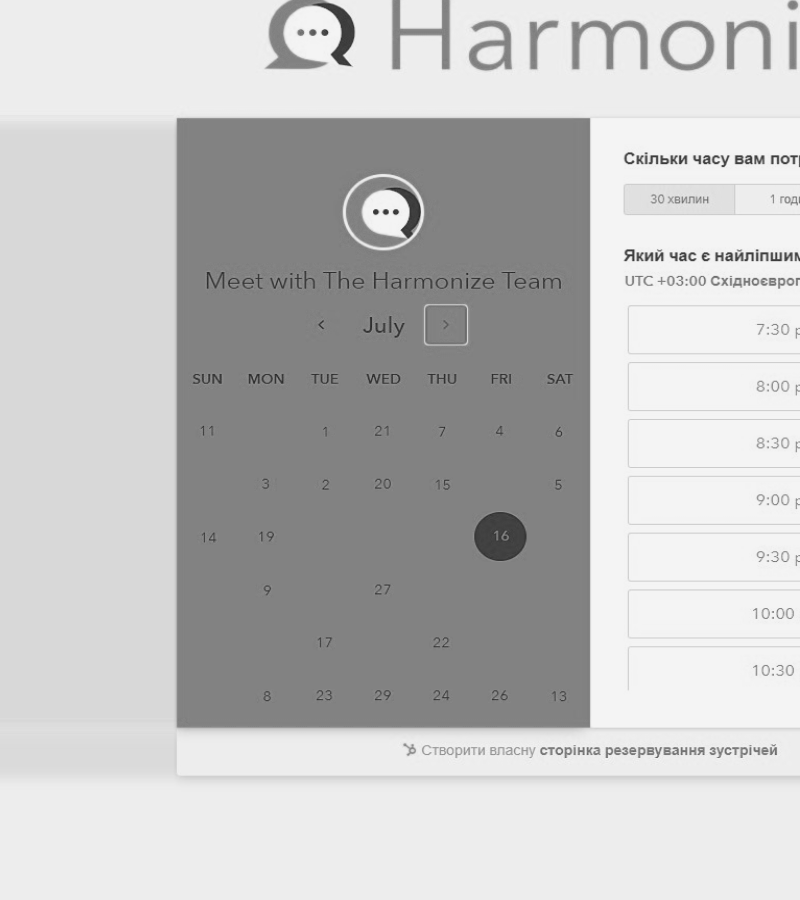 Harmoni
Meet with The Harmonize Team
July
SUN MON TUE WED THU FRI SAT
11 1 21 7 4 6
3 2 20 15 5
14 19 16
9 27
17 22
8 23 29 24 26 13
Скільки часу вам пот
30 хвилин 1 год
Який час є найліпшим
UTC +03:00 Східноєвроп
7:30 р
8:00 р
8:30 р
9:00 р
9:30 р
10:00
10:30
Створити власну сторінка резервування зустрічей